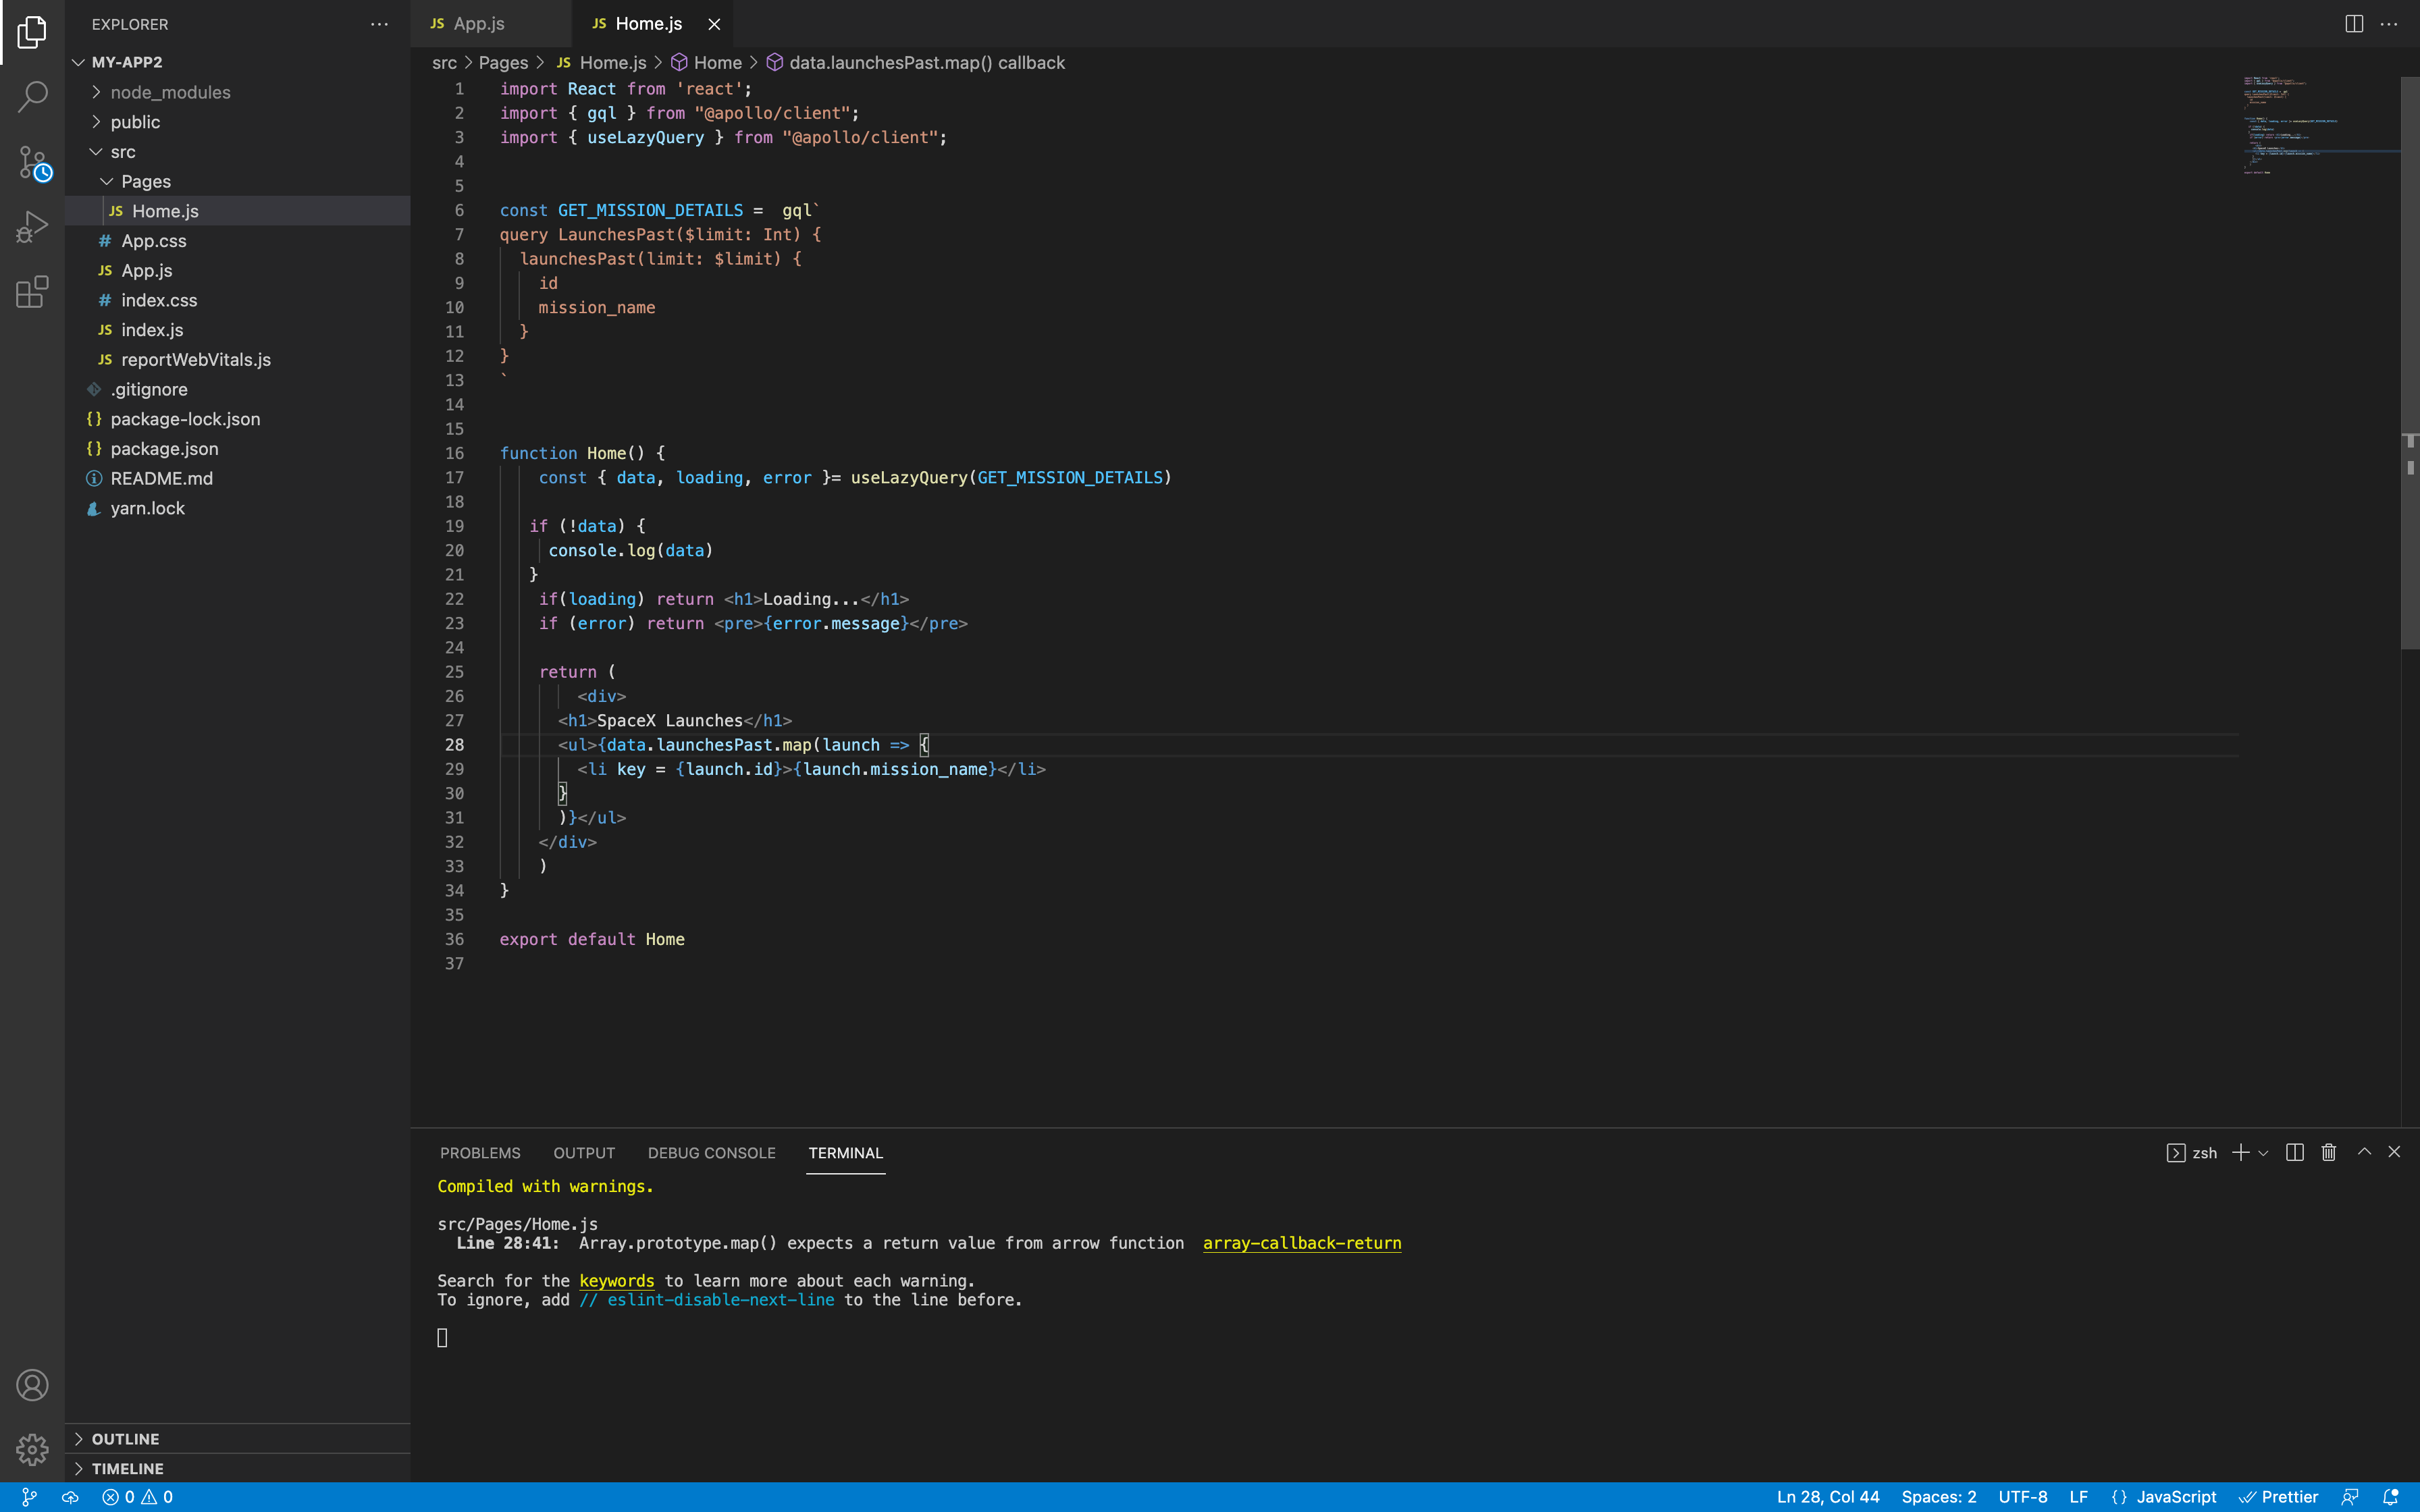 EXPLORER
MY-APP2
node_modules
public
src
Pages
JS Home.js
# App.css
JS App.js
# index.css
JS index.js
JS reportWebVitals.js
.gitignore
{} package-lock.json
{} package.json
README.md
yarn.lock
OUTLINE
TIMELINE
JS App.js
JS Home.js
src > Pages > JS Home.js > Home > data.launchesPast.map() callback
1 import React from 'react';
2 import { gql } from "@apollo/client";
3 import { useLazyQuery } from "@apollo/client";
4
5
6 const GET_MISSION_DETAILS =  gql`
7 query LaunchesPast($limit: Int) {
8   launchesPast(limit: $limit) {
9     id
10     mission_name
11   }
12 }
13 `
14
15
16 function Home() {
17     const { data, loading, error }= useLazyQuery(GET_MISSION_DETAILS)
18
19    if (!data) {
20      console.log(data)
21    }
22     if(loading) return <h1>Loading...</h1>
23     if (error) return <pre>{error.message}</pre>
24
25     return (
26         <div>
27       <h1>SpaceX Launches</h1>
28       <ul>{data.launchesPast.map(launch => {
29         <li key = {launch.id}>{launch.mission_name}</li>
30       }
31       )}</ul>
32     </div>
33     )
34 }
35
36 export default Home
37
PROBLEMS OUTPUT DEBUG CONSOLE TERMINAL
zsh
Compiled with warnings.
src/Pages/Home.js
  Line 28:41:  Array.prototype.map() expects a return value from arrow function  array-callback-return
Search for the keywords to learn more about each warning.
To ignore, add // eslint-disable-next-line to the line before.
0 0
Ln 28, Col 44 Spaces: 2 UTF-8 LF {} JavaScript Prettier